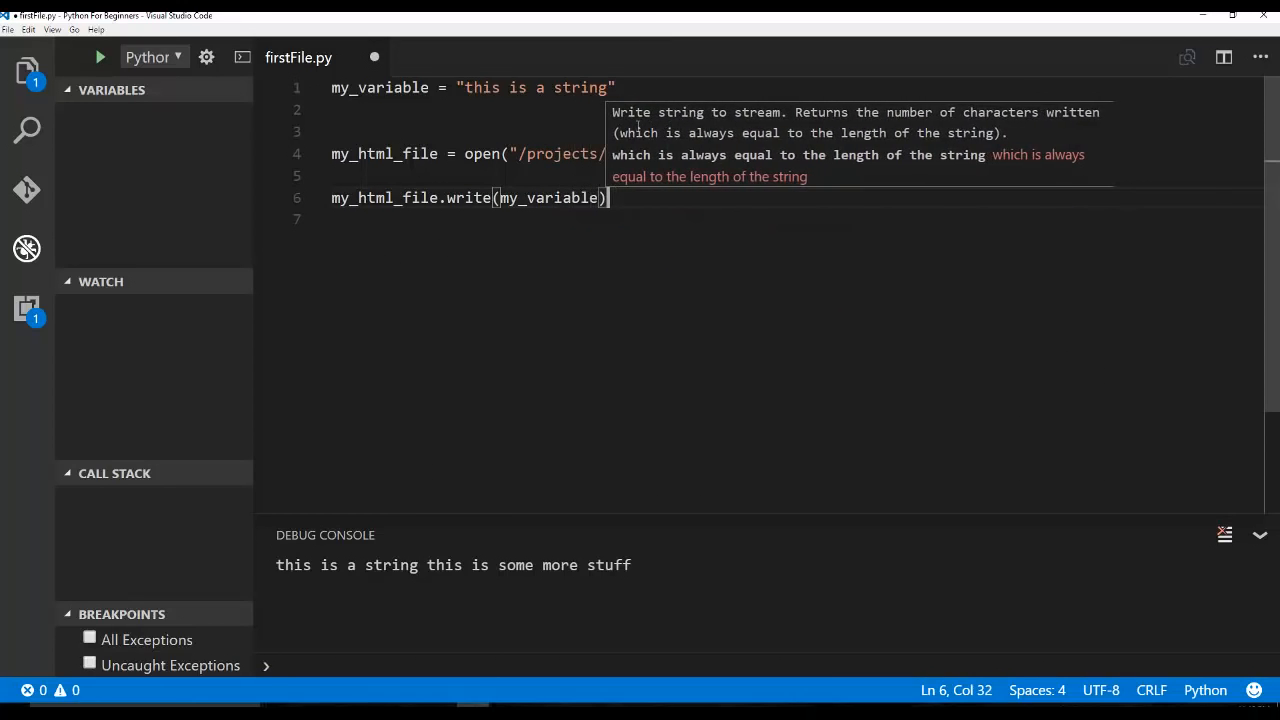 ● firstFile.py - Python For Beginners - Visual Studio Code
File Edit View Go Help
1
Python
firstFile.py
VARIABLES
1 my_variable = "this is a string"
2
Write string to stream. Returns the number of characters written
3
(which is always equal to the length of the string).
4 my_html_file = open("/projects/
which is always equal to the length of the string which is always
5
equal to the length of the string
6 my_html_file.write(my_variable)
7
WATCH
1
CALL STACK
DEBUG CONSOLE
this is a string this is some more stuff
BREAKPOINTS
All Exceptions
Uncaught Exceptions
0 0
Ln 6, Col 32 Spaces: 4 UTF-8 CRLF Python